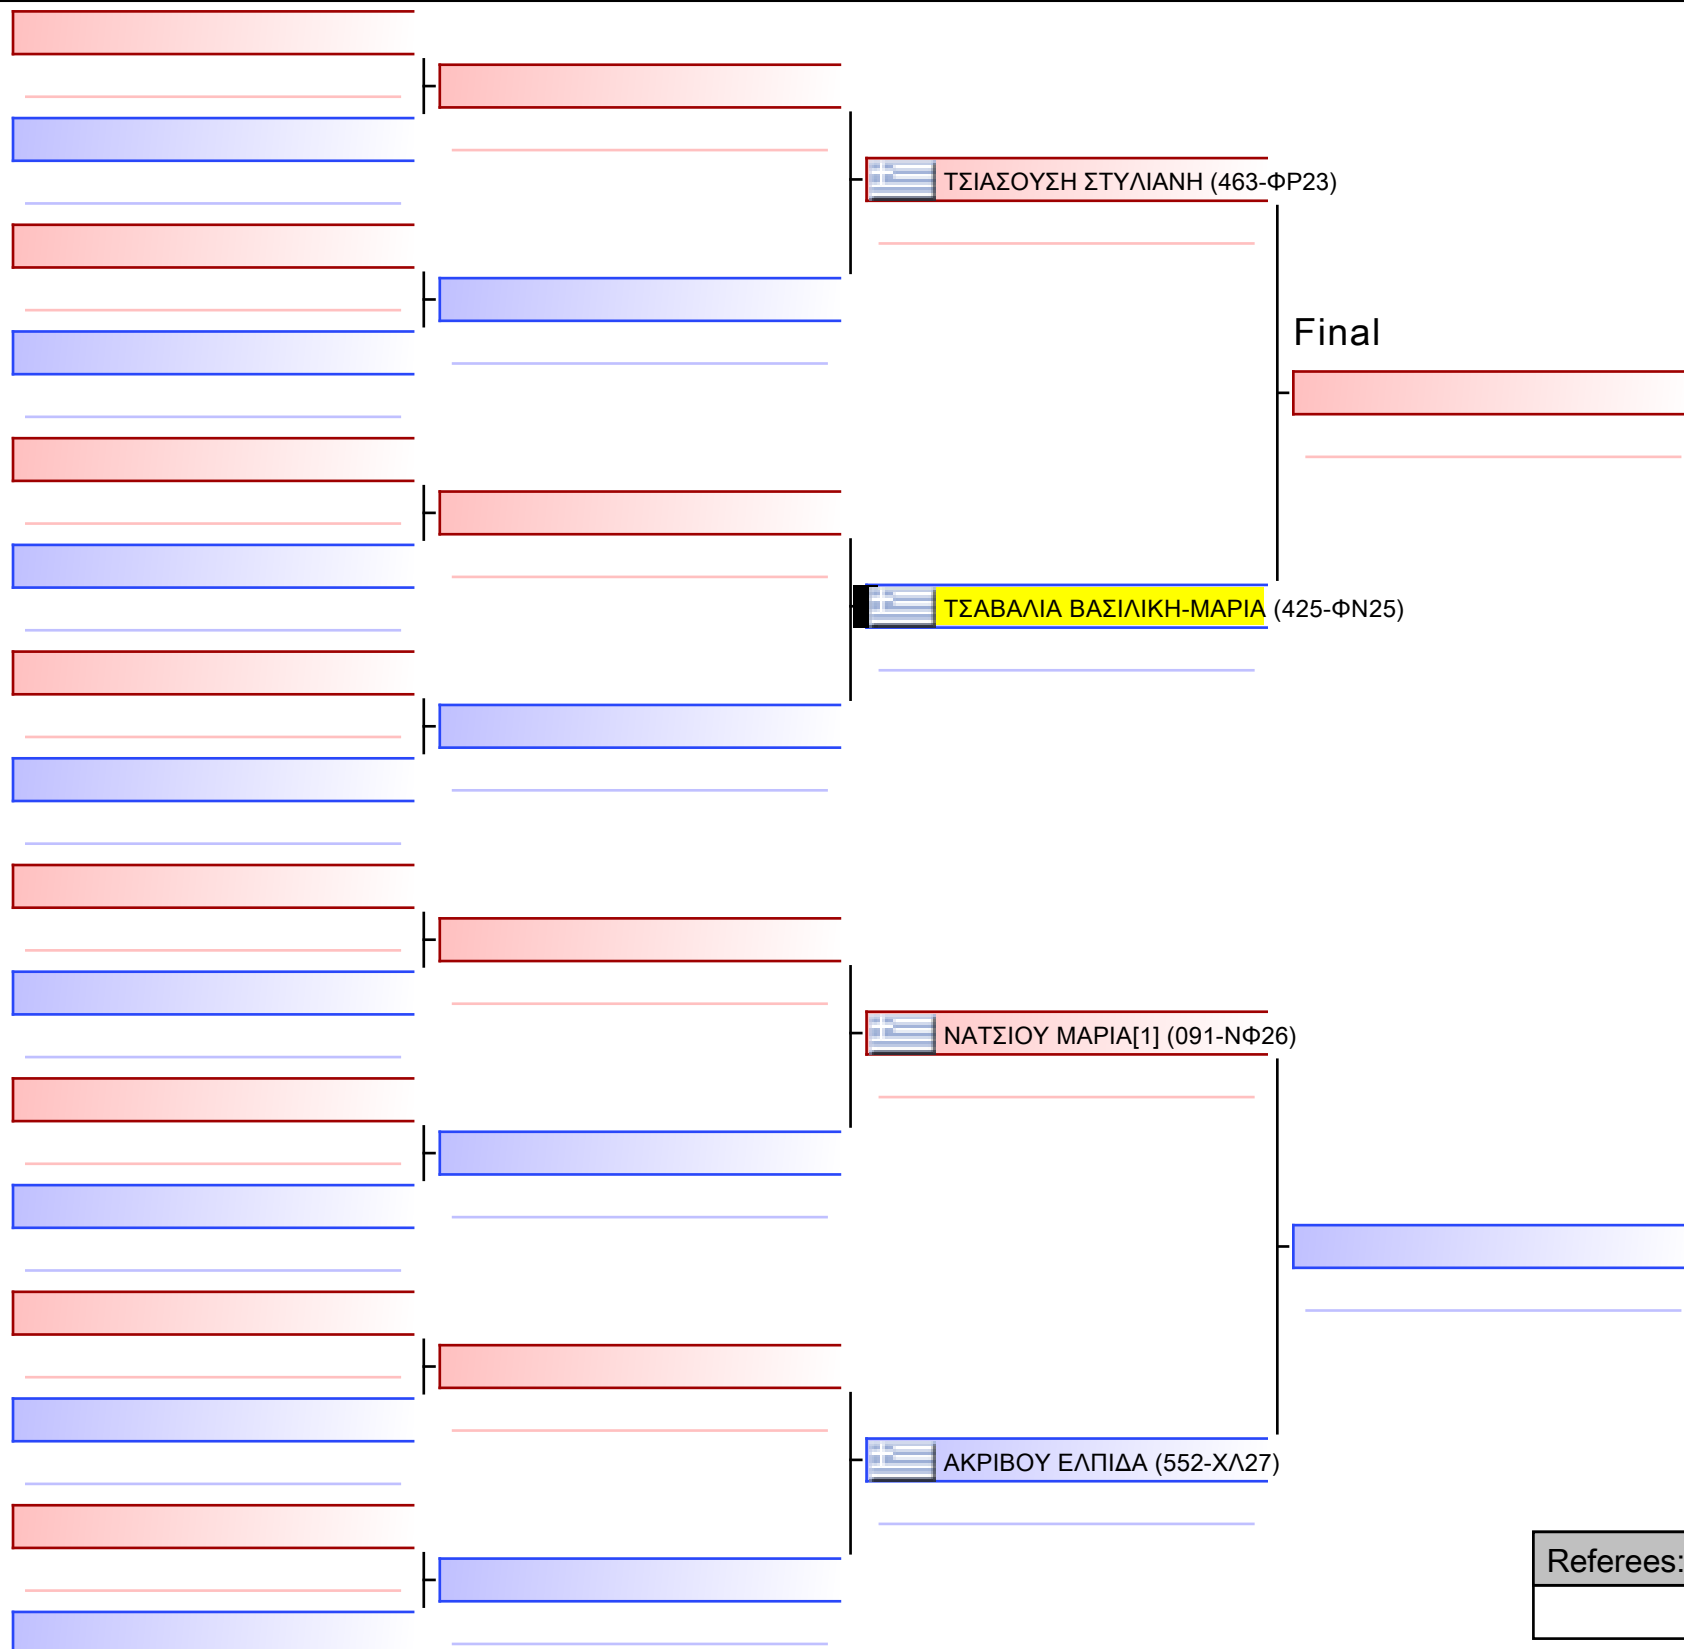 ΤΣΙΑΣΟΥΣΗ ΣΤΥΛΙΑΝΗ (463-ΦΡ23)
Final
ΤΣΑΒΑΛΙΑ ΒΑΣΙΛΙΚΗ-ΜΑΡΙΑ (425-ΦΝ25)
ΝΑΤΣΙΟΥ ΜΑΡΙΑ[1] (091-ΝΦ26)
ΑΚΡΙΒΟΥ ΕΛΠΙΔΑ (552-ΧΛ27)
Referees: